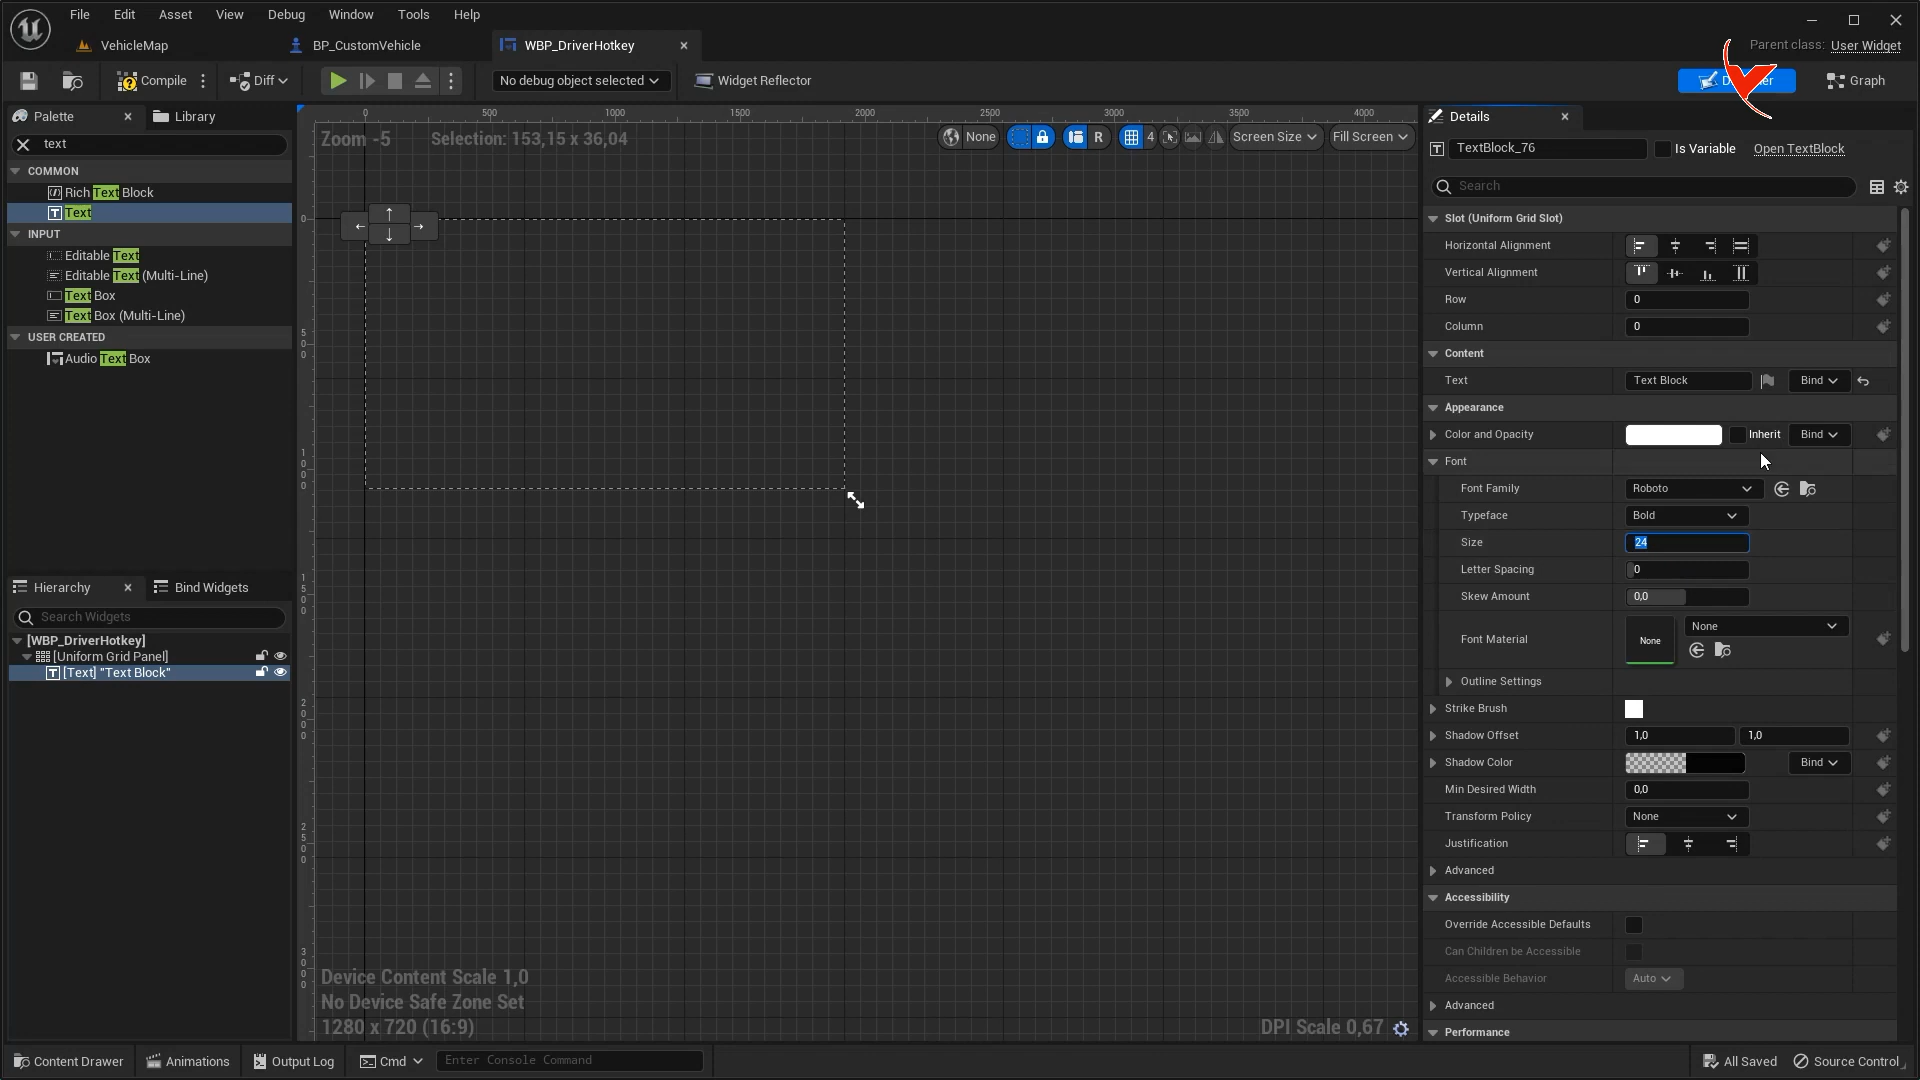 File Edit Asset View Debug Window Tools Help
VehicleMap BP_CustomVehicle WBP_DriverHotkey Parent class: User Widget
Compile Diff No debug object selected Widget Reflector Graph
Palette Library
text
COMMON
Rich Text Block
Text
INPUT
Editable Text
Editable Text (Multi-Line)
Text Box
Text Box (Multi-Line)
USER CREATED
Audio Text Box
Hierarchy Bind Widgets
Search Widgets
[WBP_DriverHotkey]
[Uniform Grid Panel]
[Text] "Text Block"
0 500 1000 1500 2000 2500 3000 3500 4000
Zoom -5 Selection: 153,15 x 36,04 None R 4 Screen Size Fill Screen
0
500
1000
1500
2000
2500
3000
Device Content Scale 1,0
No Device Safe Zone Set
1280 x 720 (16:9) DPI Scale 0,67
Details
TextBlock_76 Is Variable Open TextBlock
Search
Slot (Uniform Grid Slot)
Horizontal Alignment
Vertical Alignment
Row 0
Column 0
Content
Text Text Block Bind
Appearance
Color and Opacity Inherit Bind
Font
Font Family Roboto
Typeface Bold
Size 24
Letter Spacing 0
Skew Amount 0,0
Font Material None None
Outline Settings
Strike Brush
Shadow Offset 1,0 1,0
Shadow Color Bind
Min Desired Width 0,0
Transform Policy None
Justification
Advanced
Accessibility
Override Accessible Defaults
Can Children be Accessible
Accessible Behavior Auto
Advanced
Performance
Content Drawer Animations Output Log Cmd Enter Console Command All Saved Source Control